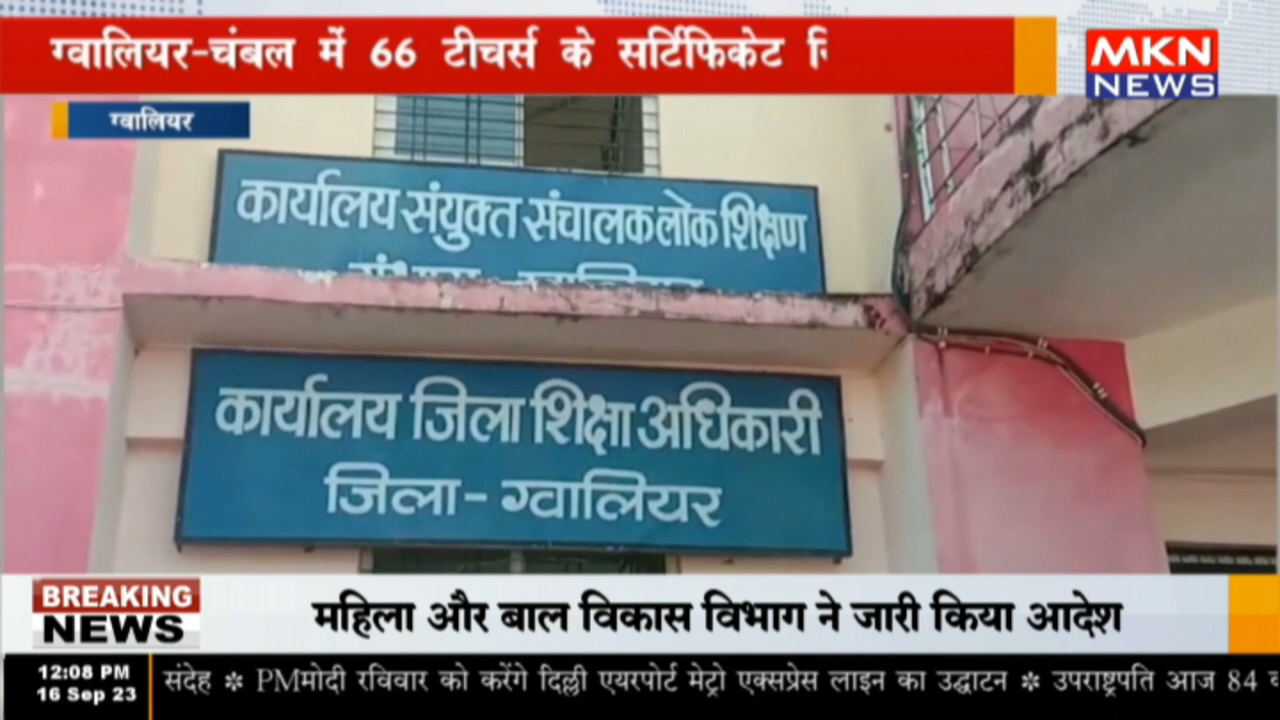 ग्वालियर-चंबल में 66 टीचर्स के सर्टिफिकेट
MKN
NEWS
ग्वालियर
कार्यालय संयुक्त संचालक लोक शिक्षण
ग्वालियर
कार्यालय जिला शिक्षा अधिकारी
जिला - ग्वालियर
BREAKING
NEWS
महिला और बाल विकास विभाग ने जारी किया आदेश
12:08 PM
16 Sep 23
संदेह * PMमोदी रविवार को करेंगे दिल्ली एयरपोर्ट मेट्रो एक्सप्रेस लाइन का उद्घाटन * उपराष्ट्रपति आज 84